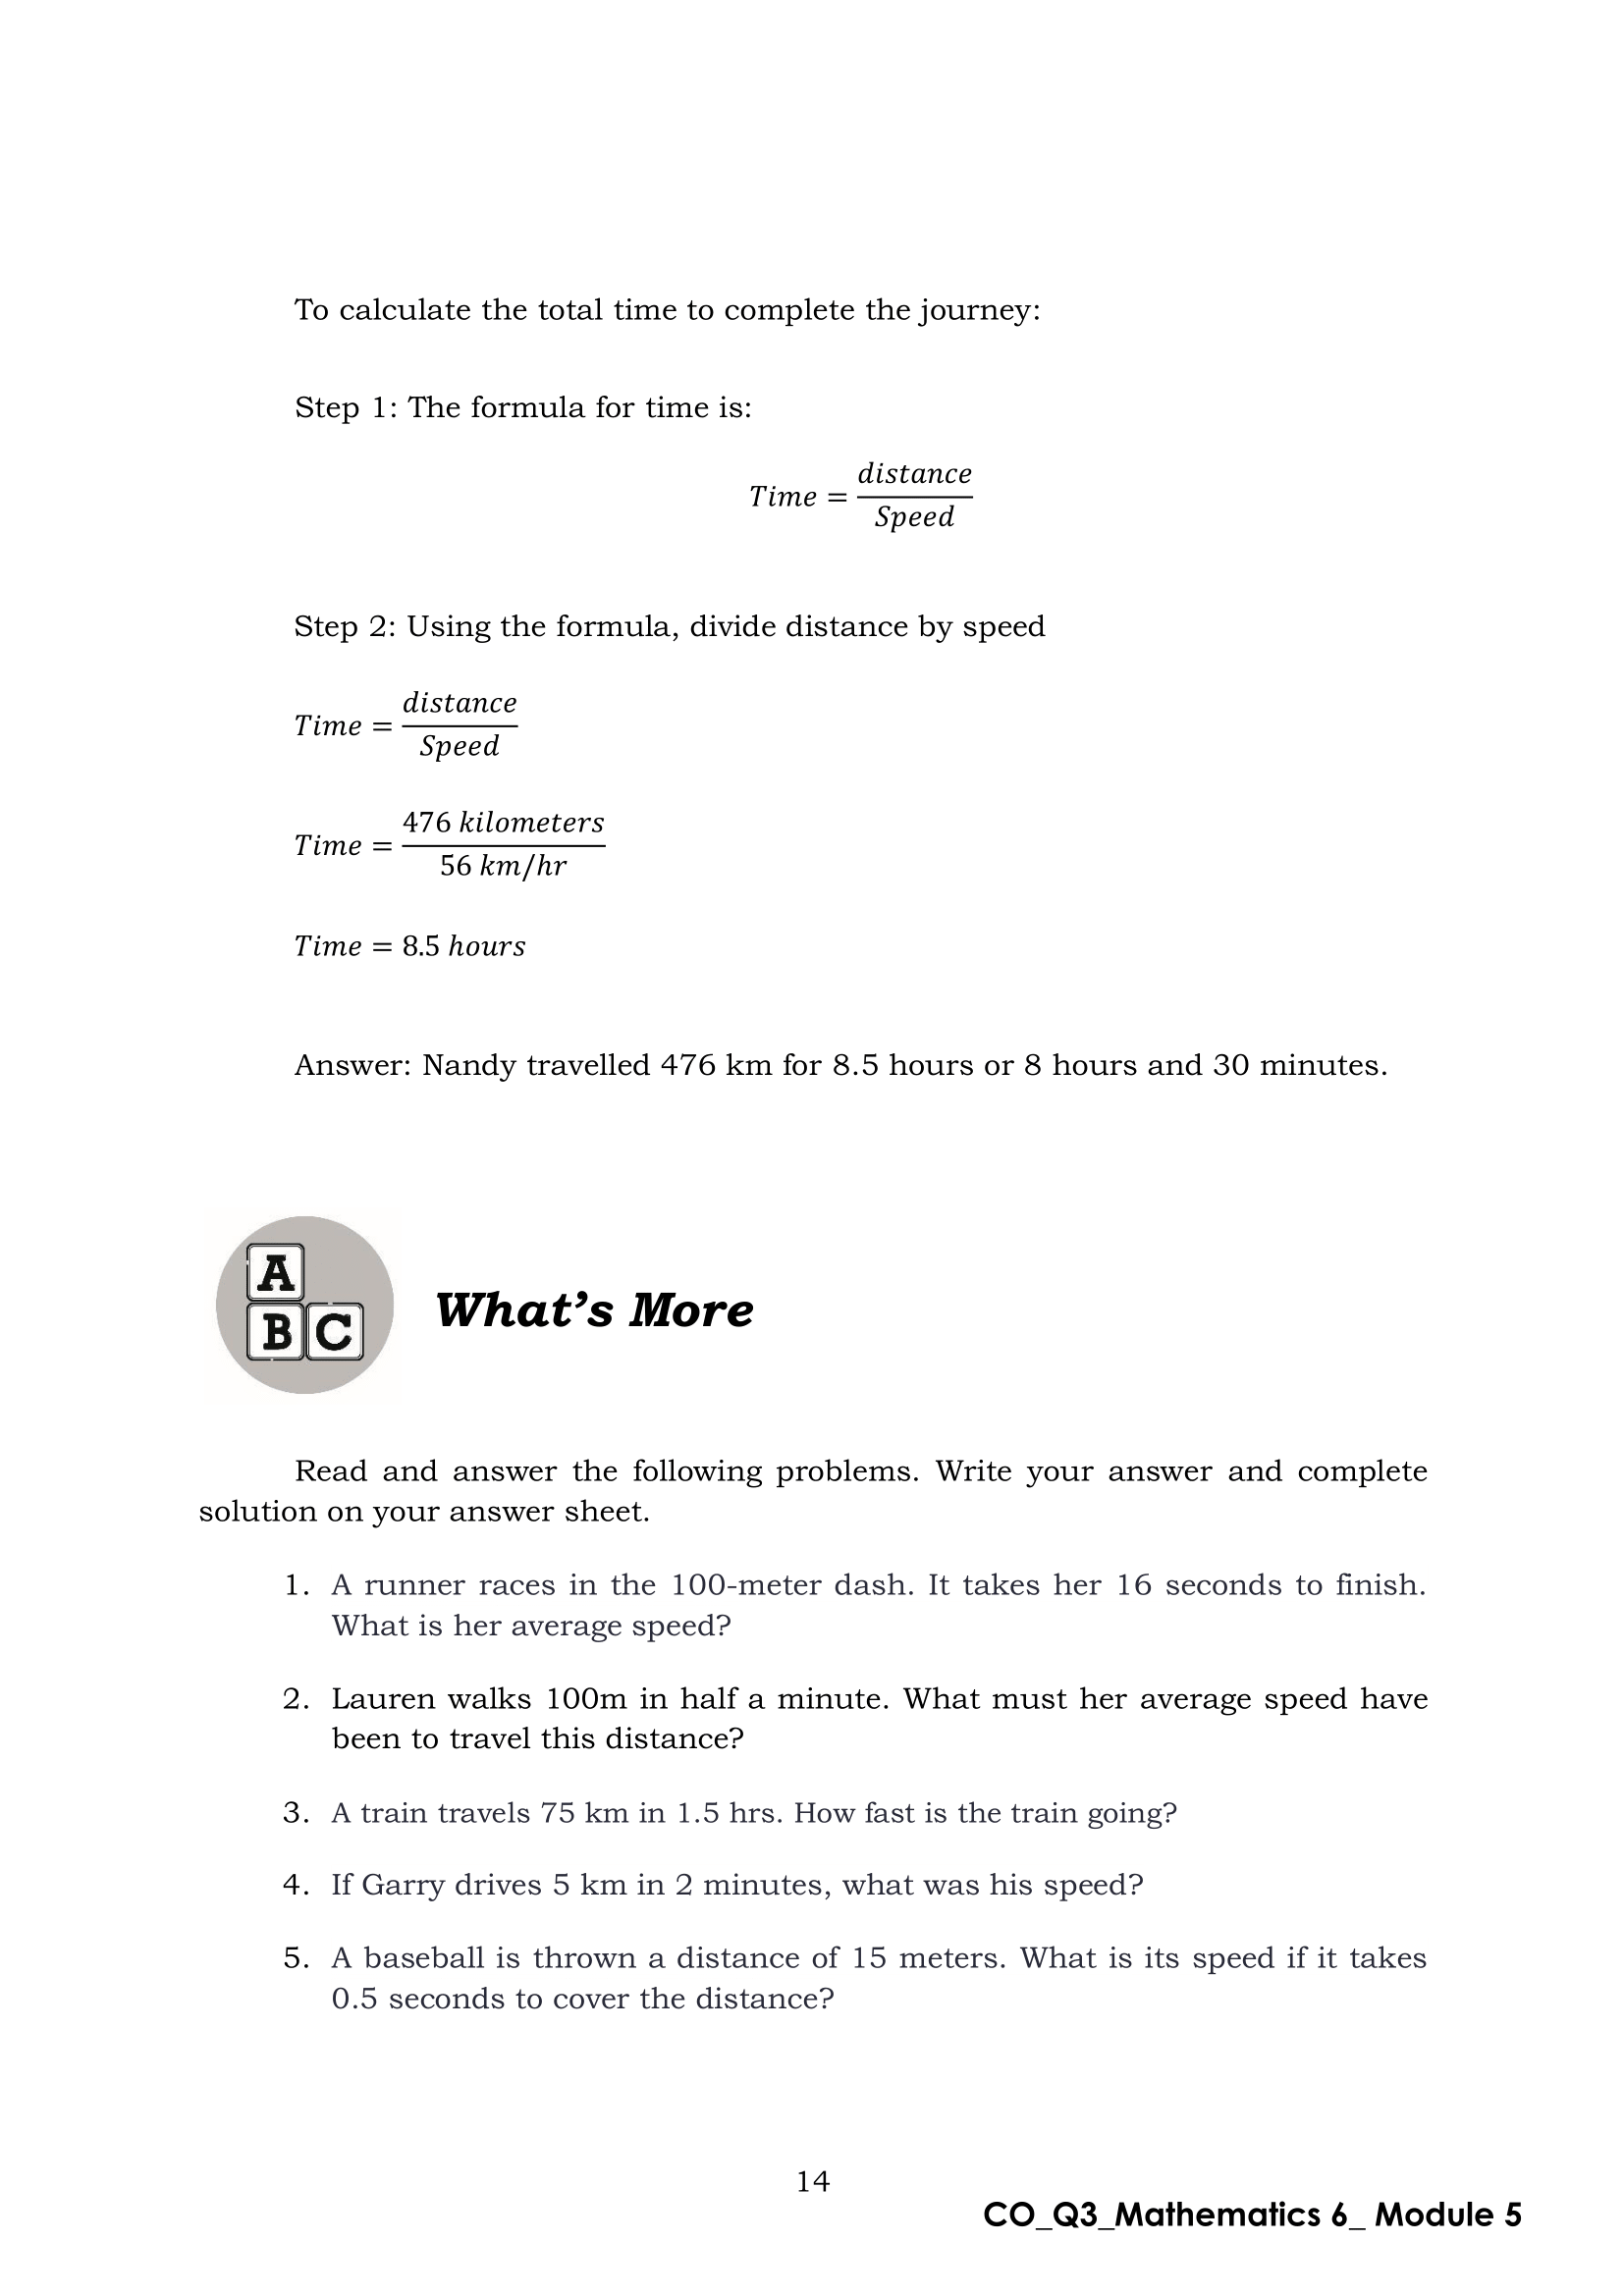 To calculate the total time to complete the journey:
Step 1: The formula for time is:
Time = distance / Speed
Step 2: Using the formula, divide distance by speed
Time = distance / Speed
Time = 476 kilometers / 56 km/hr
Time = 8.5 hours
Answer: Nandy travelled 476 km for 8.5 hours or 8 hours and 30 minutes.
A
B C
What's More
Read and answer the following problems. Write your answer and complete
solution on your answer sheet.
1. A runner races in the 100-meter dash. It takes her 16 seconds to finish.
What is her average speed?
2. Lauren walks 100m in half a minute. What must her average speed have
been to travel this distance?
3. A train travels 75 km in 1.5 hrs. How fast is the train going?
4. If Garry drives 5 km in 2 minutes, what was his speed?
5. A baseball is thrown a distance of 15 meters. What is its speed if it takes
0.5 seconds to cover the distance?
14
CO_Q3_Mathematics 6_ Module 5